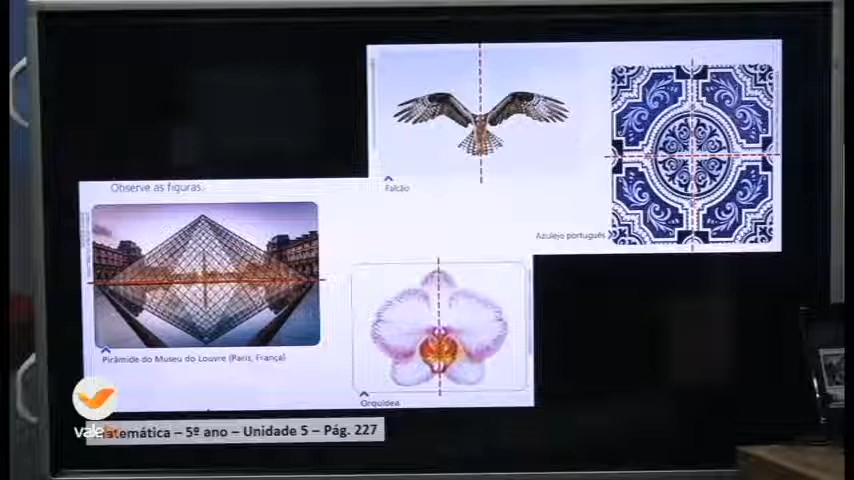 Observe as figuras.
Falcão
Azulejo português
Pirâmide do Museu do Louvre (Paris, França)
Orquídea
vale
Matemática – 5º ano – Unidade 5 – Pág. 227